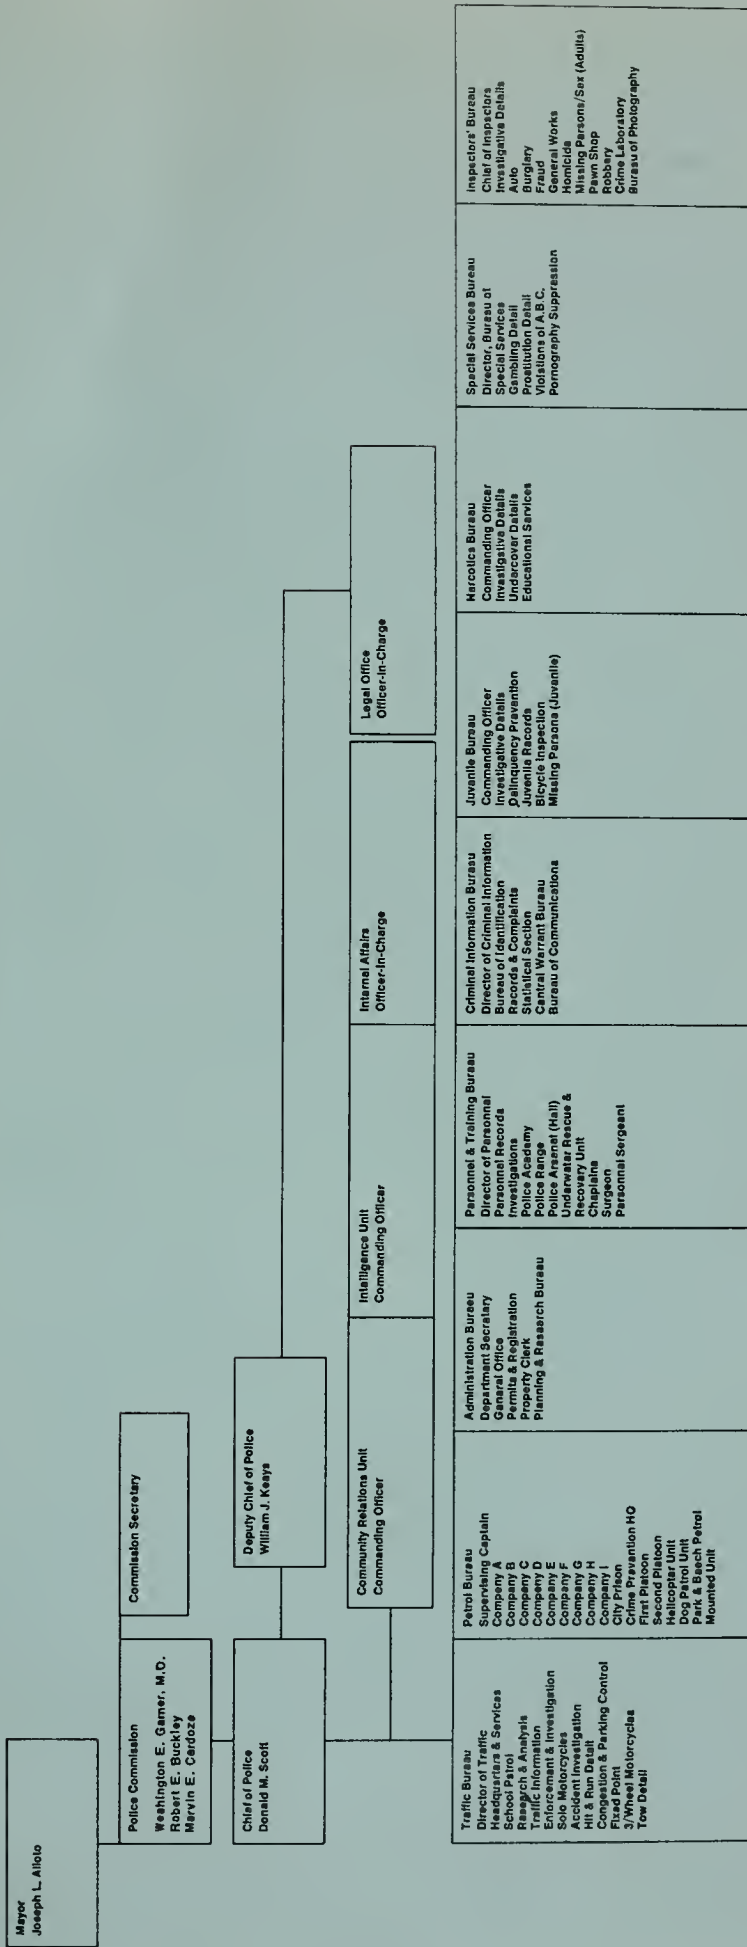 Mayor
Joseph L. Alioto
Police Commission
Washington E. Garner, M.D.
Robert E. Buckley
Marvin E. Cardoze
Commission Secretary
Chief of Police
Donald M. Scott
Deputy Chief of Police
William J. Keays
Community Relations Unit
Commanding Officer
Intelligence Unit
Commanding Officer
Internal Affairs
Officer-In-Charge
Legal Office
Officer-In-Charge
Traffic Bureau
Director of Traffic
Headquarters & Services
School Patrol
Research & Analysis
Traffic Information
Enforcement & Investigation
Solo Motorcycles
Accident Investigation
Hit & Run Detail
Congestion & Parking Control
Fixed Point
3/Wheel Motorcycles
Tow Detail
Patrol Bureau
Supervising Captain
Company A
Company B
Company C
Company D
Company E
Company F
Company G
Company H
Company I
City Prison
Crime Prevention HQ
First Platoon
Second Platoon
Helicopter Unit
Dog Patrol Unit
Park & Beach Patrol
Mounted Unit
Administration Bureau
Department Secretary
General Office
Permits & Registration
Property Clerk
Planning & Research Bureau
Personnel & Training Bureau
Director of Personnel
Personnel Records
Investigations
Police Academy
Police Range
Police Arsenal (Hall)
Underwater Rescue &
Recovery Unit
Chaplains
Surgeon
Personnel Sergeant
Criminal Information Bureau
Director of Criminal Information
Bureau of Identification
Records & Complaints
Statistical Section
Central Warrant Bureau
Bureau of Communications
Juvenile Bureau
Commanding Officer
Investigative Details
Delinquency Prevention
Juvenile Records
Bicycle Inspection
Missing Persons (Juvenile)
Narcotics Bureau
Commanding Officer
Investigative Details
Undercover Details
Educational Services
Special Services Bureau
Director, Bureau of
Special Services
Gambling Detail
Prostitution Detail
Violations of A.B.C.
Pornography Suppression
Inspectors' Bureau
Chief of Inspectors
Investigative Details
Auto
Burglary
Fraud
General Works
Homicide
Missing Persons/Sex (Adults)
Pawn Shop
Robbery
Crime Laboratory
Bureau of Photography